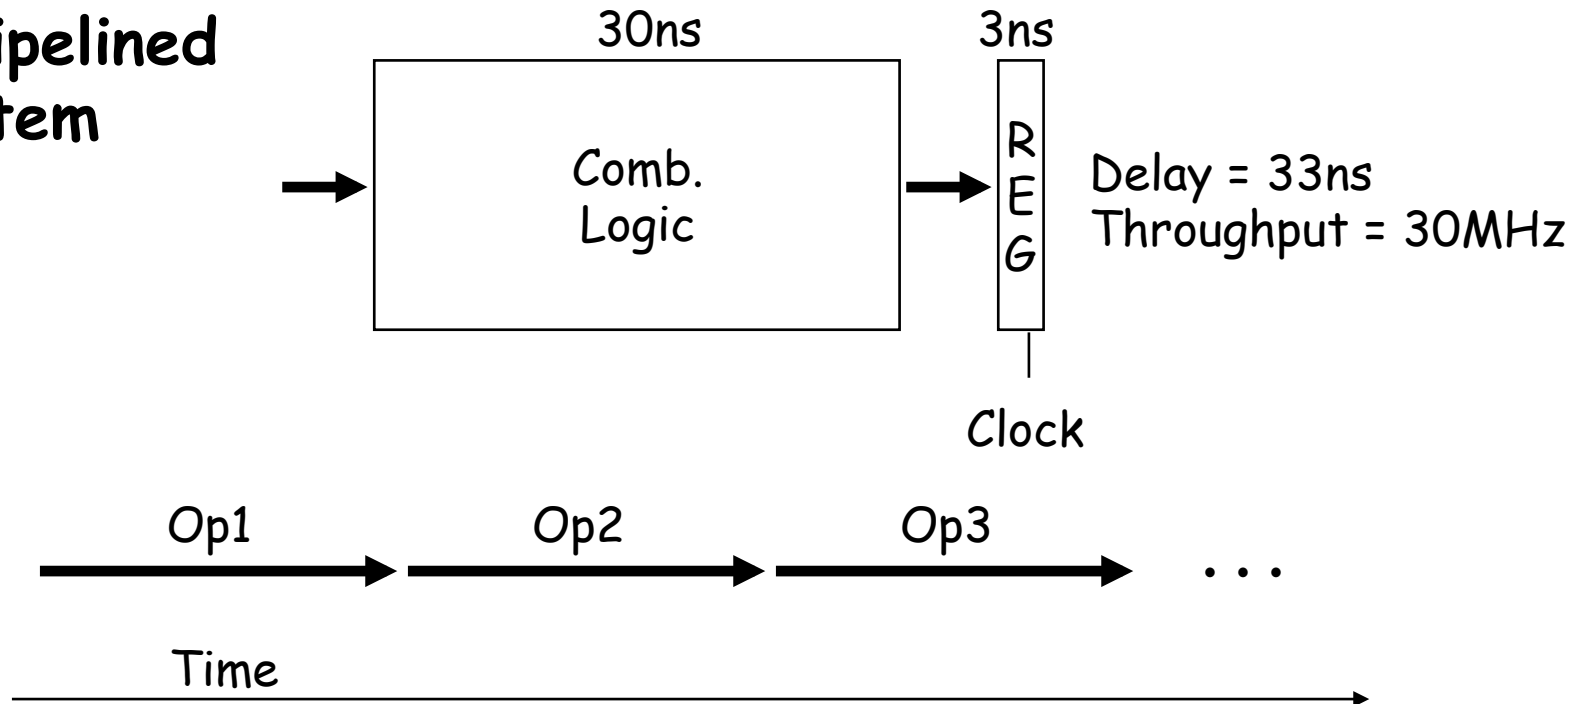 ipelined
tem
30ns
3ns
Comb.
Logic
R
E
G
Delay = 33ns
Throughput = 30MHz
Clock
Op1 Op2 Op3 . . .
Time